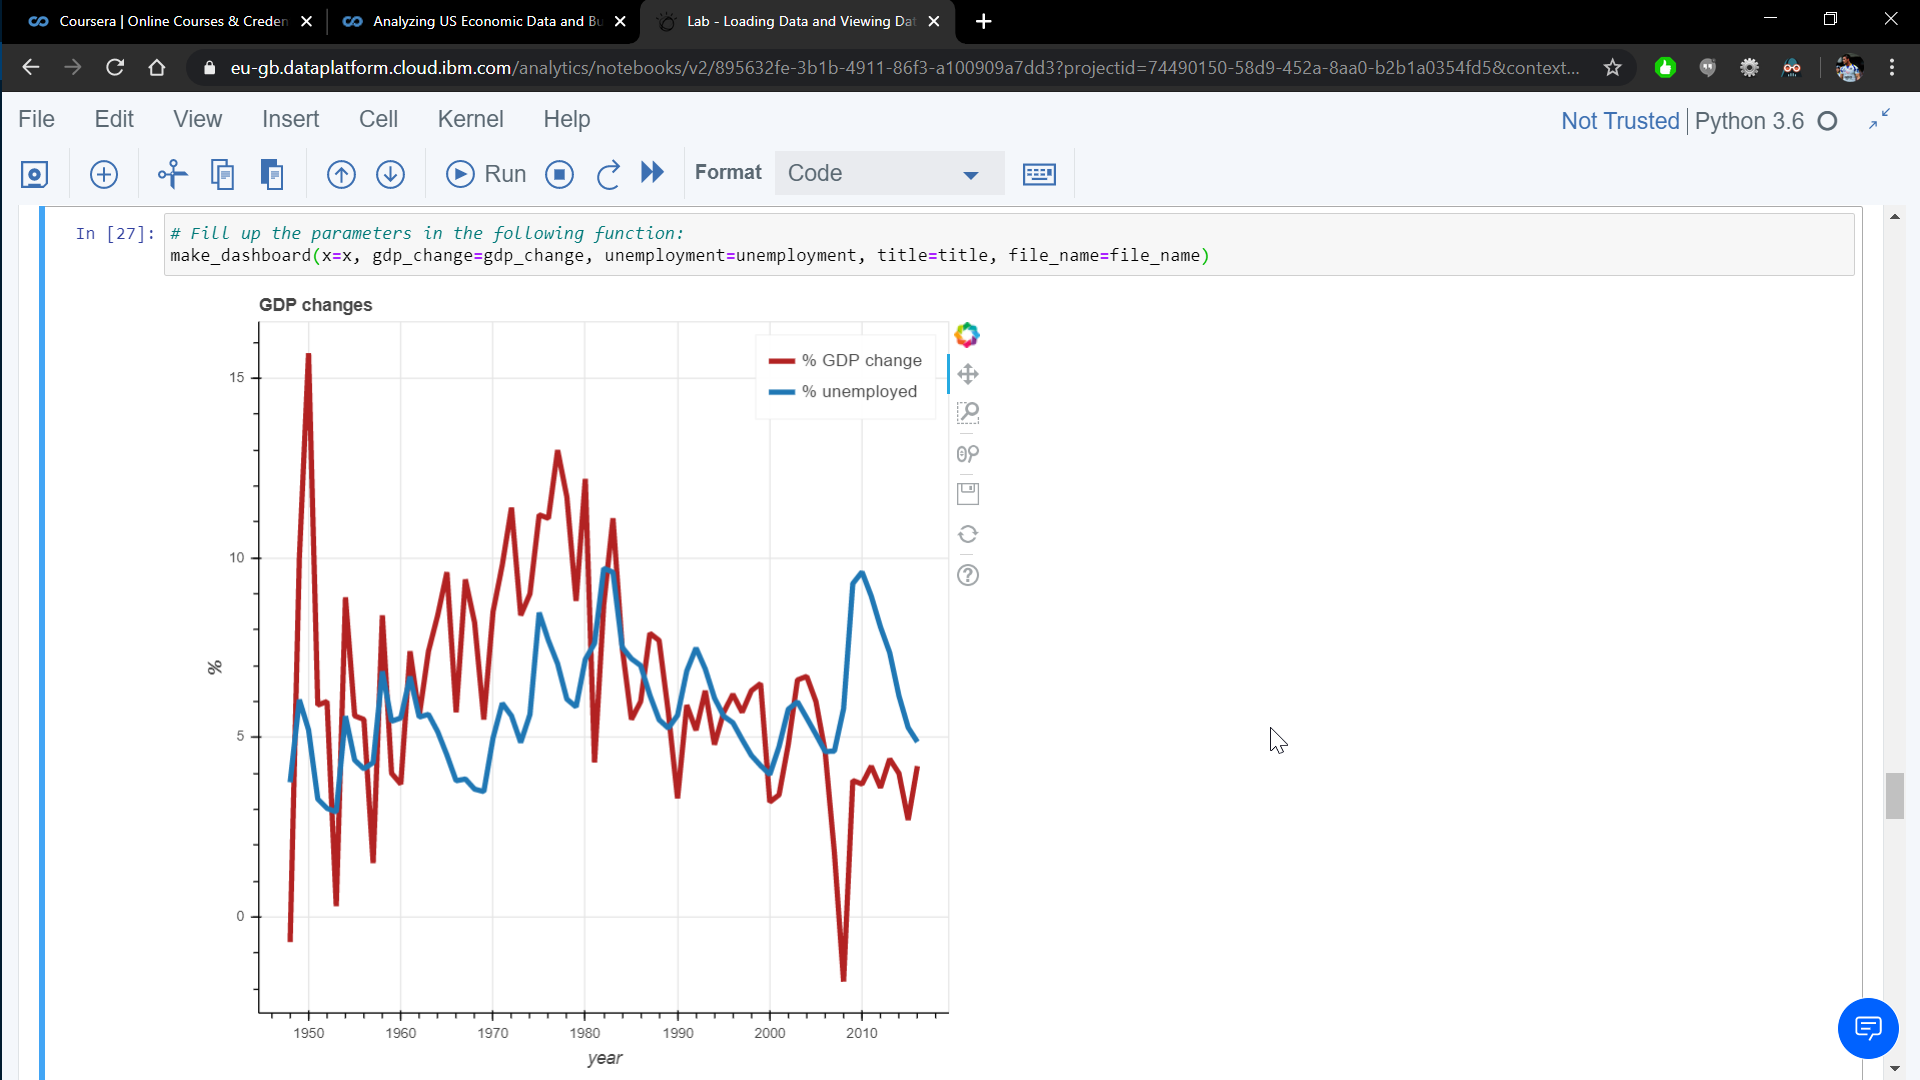 Coursera | Online Courses & Creden
Analyzing US Economic Data and Bu
Lab - Loading Data and Viewing Dat
eu-gb.dataplatform.cloud.ibm.com/analytics/notebooks/v2/895632fe-3b1b-4911-86f3-a100909a7dd3?projectid=74490150-58d9-452a-8aa0-b2b1a0354fd5&context...
File Edit View Insert Cell Kernel Help
Not Trusted Python 3.6
Run Format Code
In [27]: # Fill up the parameters in the following function:
make_dashboard(x=x, gdp_change=gdp_change, unemployment=unemployment, title=title, file_name=file_name)
GDP changes
% GDP change
% unemployed
15
10
5
0
%
1950 1960 1970 1980 1990 2000 2010
year